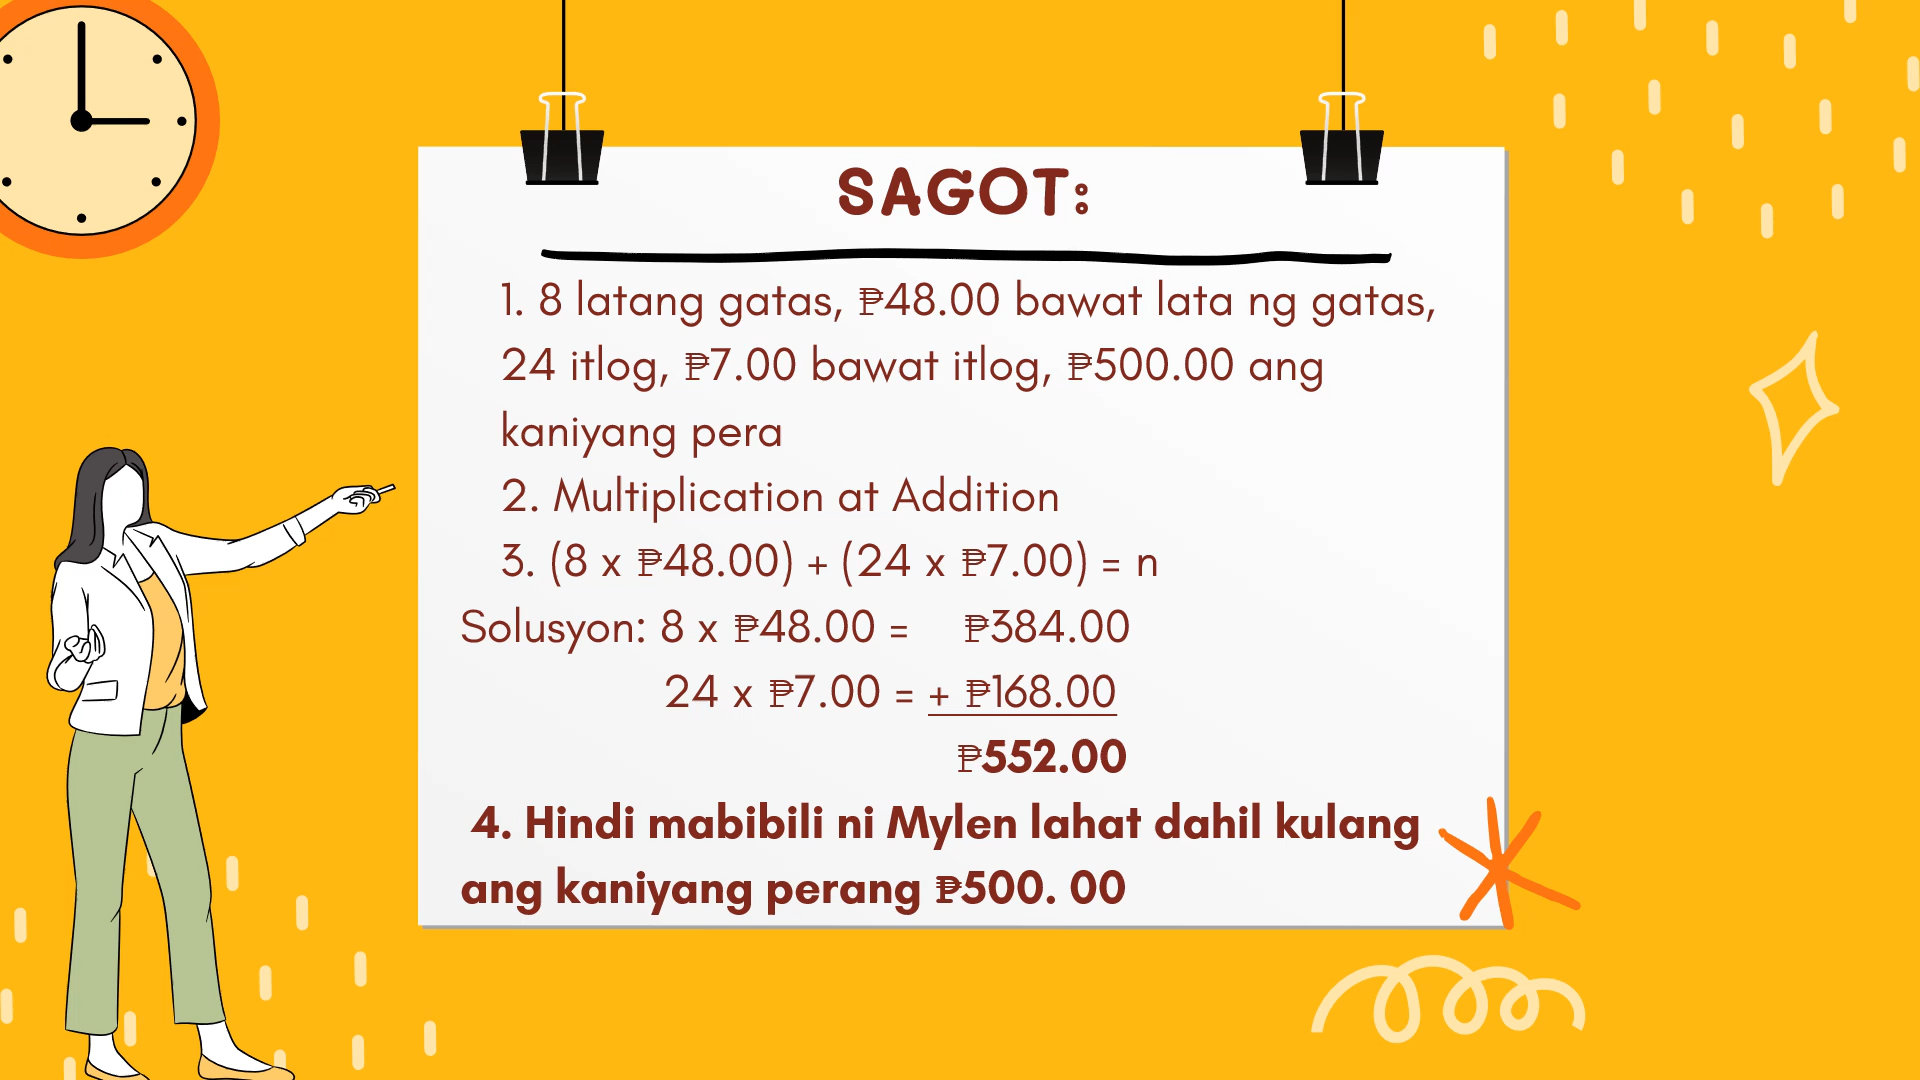 SAGOT:
1. 8 latang gatas, ₱48.00 bawat lata ng gatas,
24 itlog, ₱7.00 bawat itlog, ₱500.00 ang
kaniyang pera
2. Multiplication at Addition
3. (8 x ₱48.00) + (24 x ₱7.00) = n
Solusyon: 8 x ₱48.00 = ₱384.00
24 x ₱7.00 = + ₱168.00
₱552.00
4. Hindi mabibili ni Mylen lahat dahil kulang
ang kaniyang perang ₱500. 00